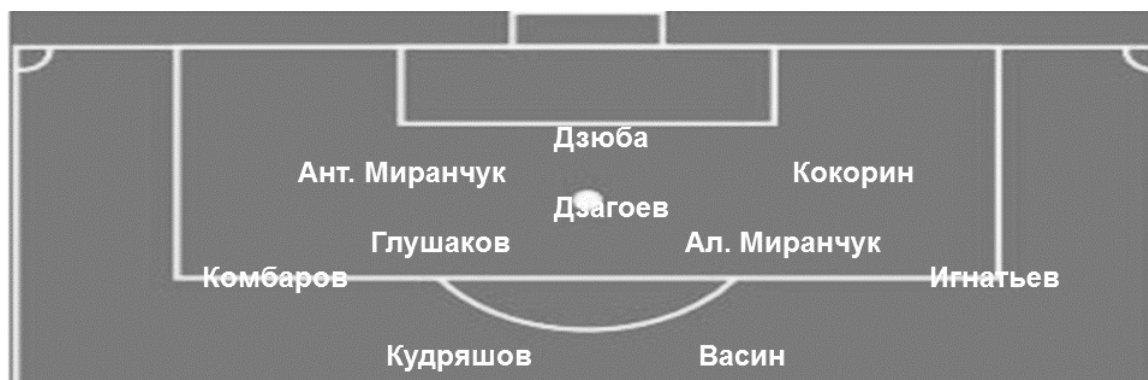 Дзюба
Ант. Миранчук Кокорин
Дзагоев
Глушаков Ал. Миранчук
Комбаров Игнатьев
Кудряшов Васин